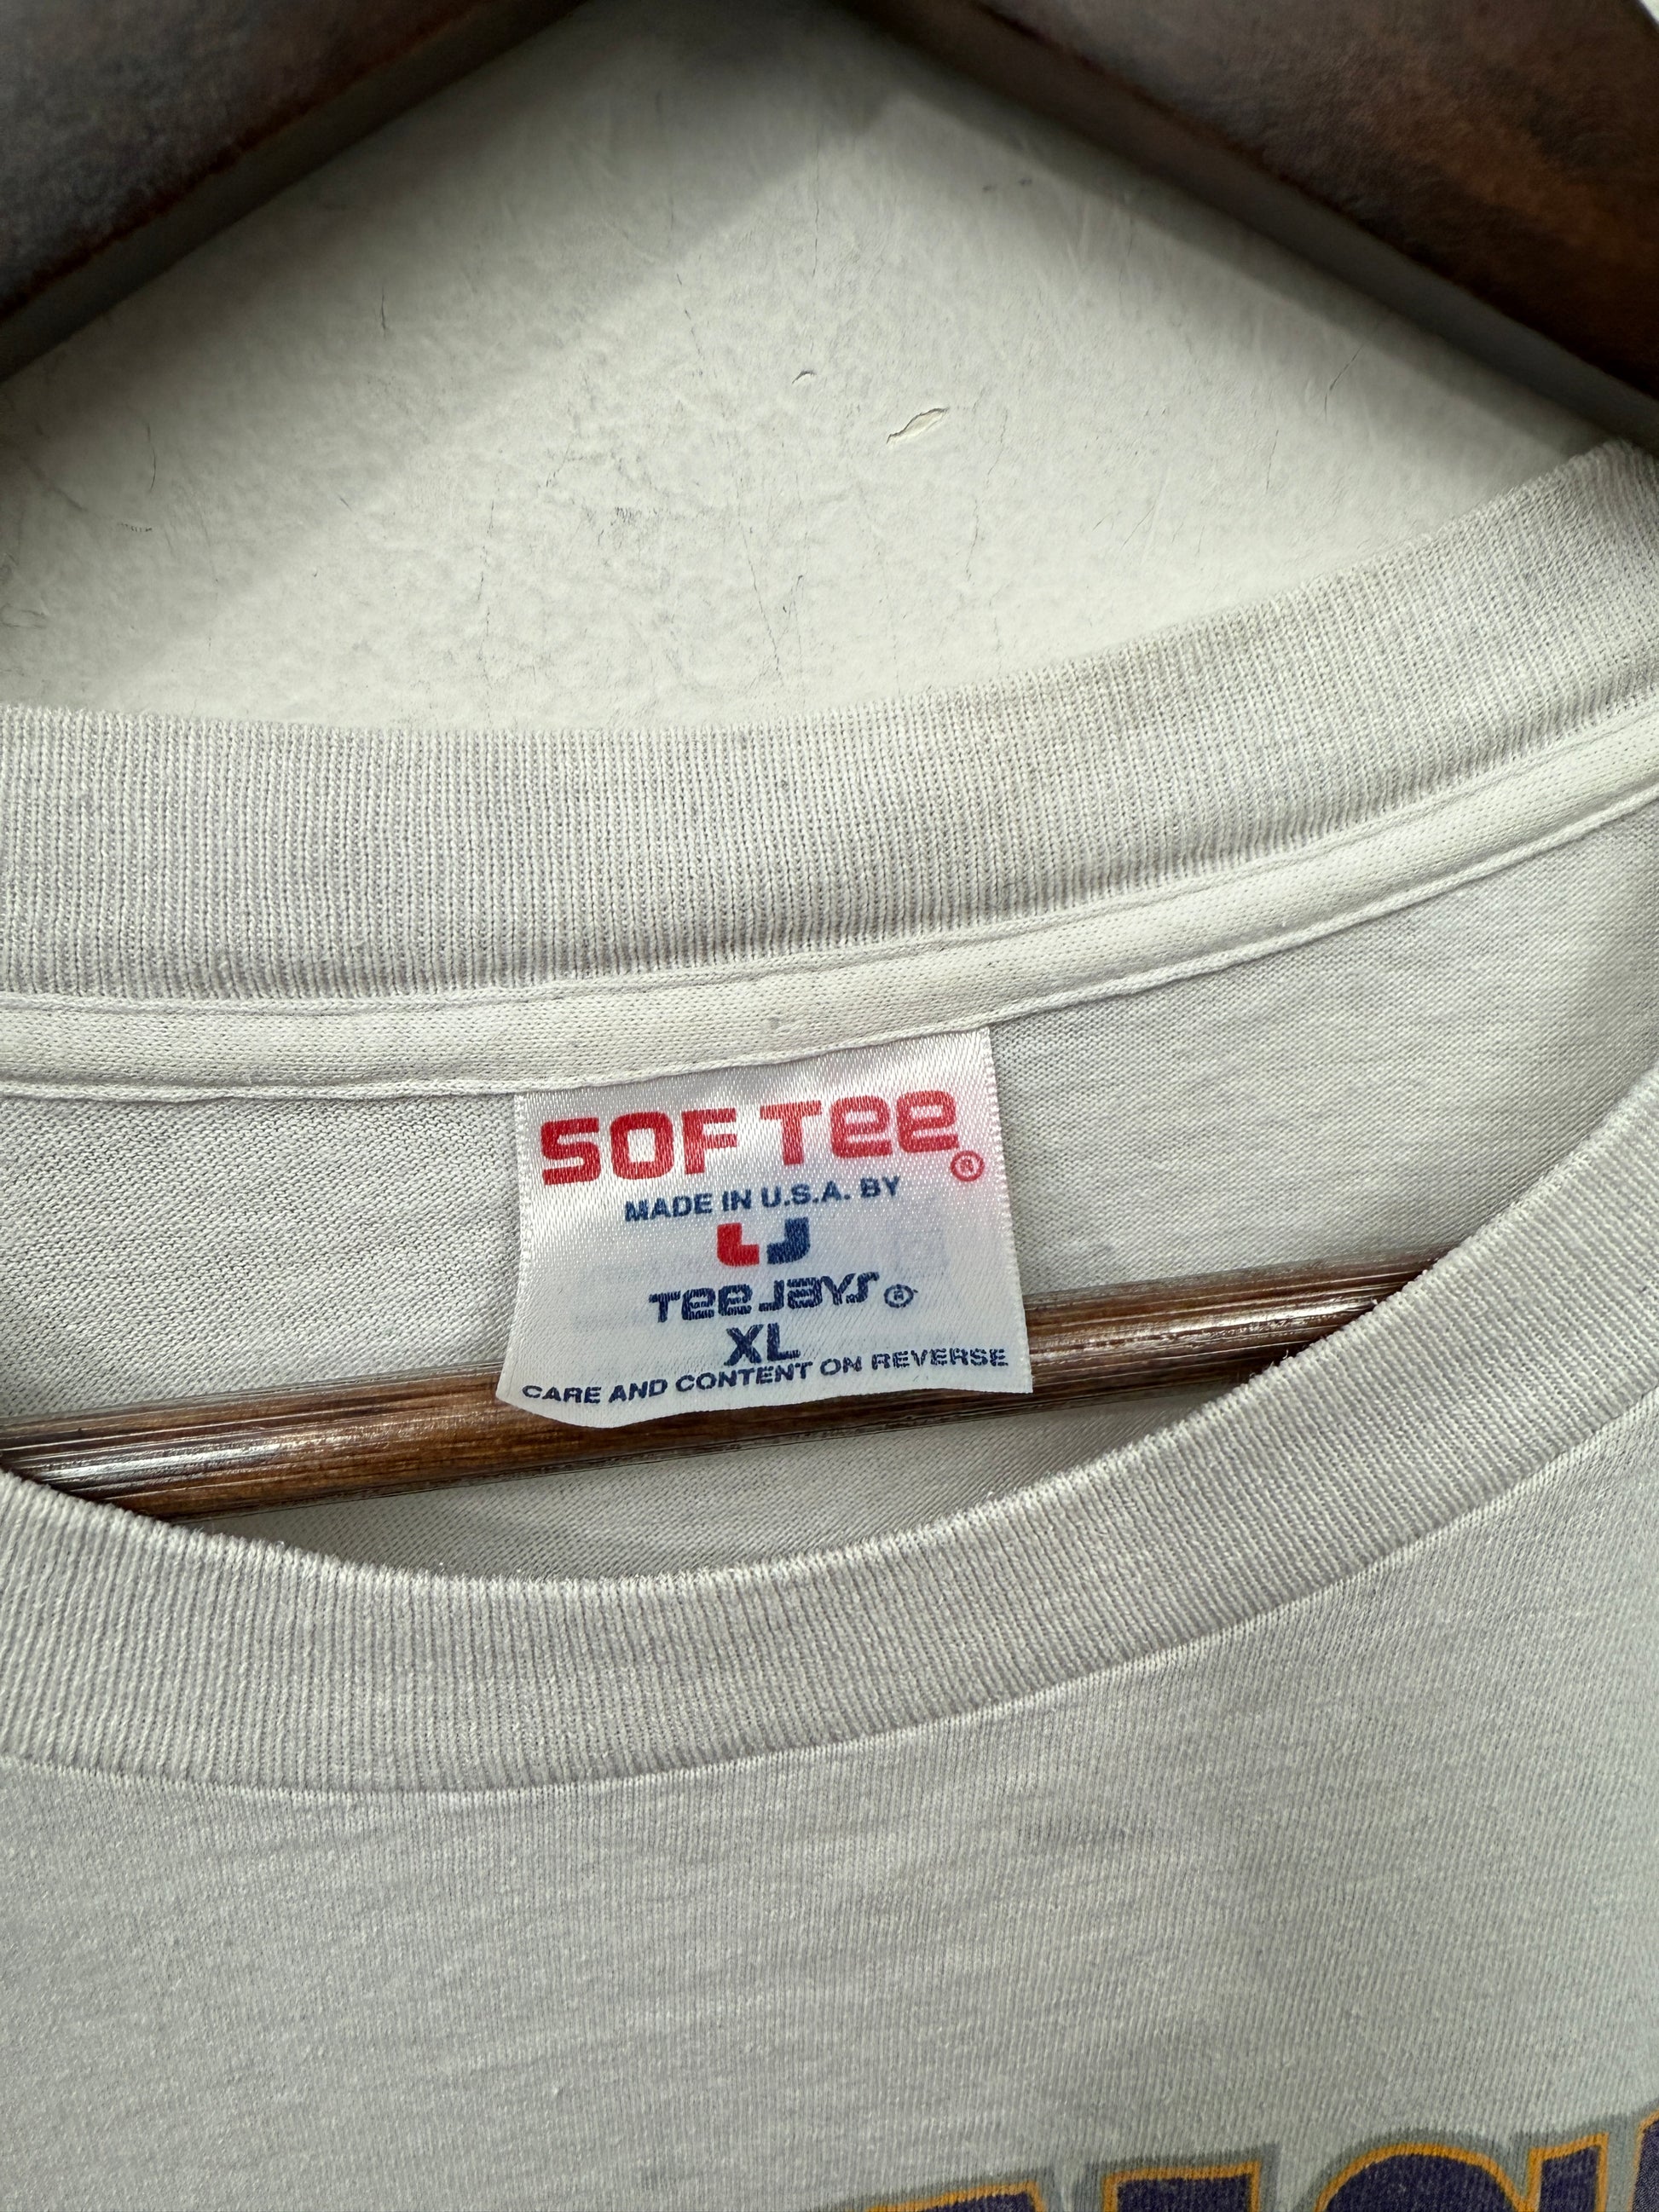 SOF TEE ®
MADE IN U.S.A. BY
TEE JAYS ®
XL
CARE AND CONTENT ON REVERSE